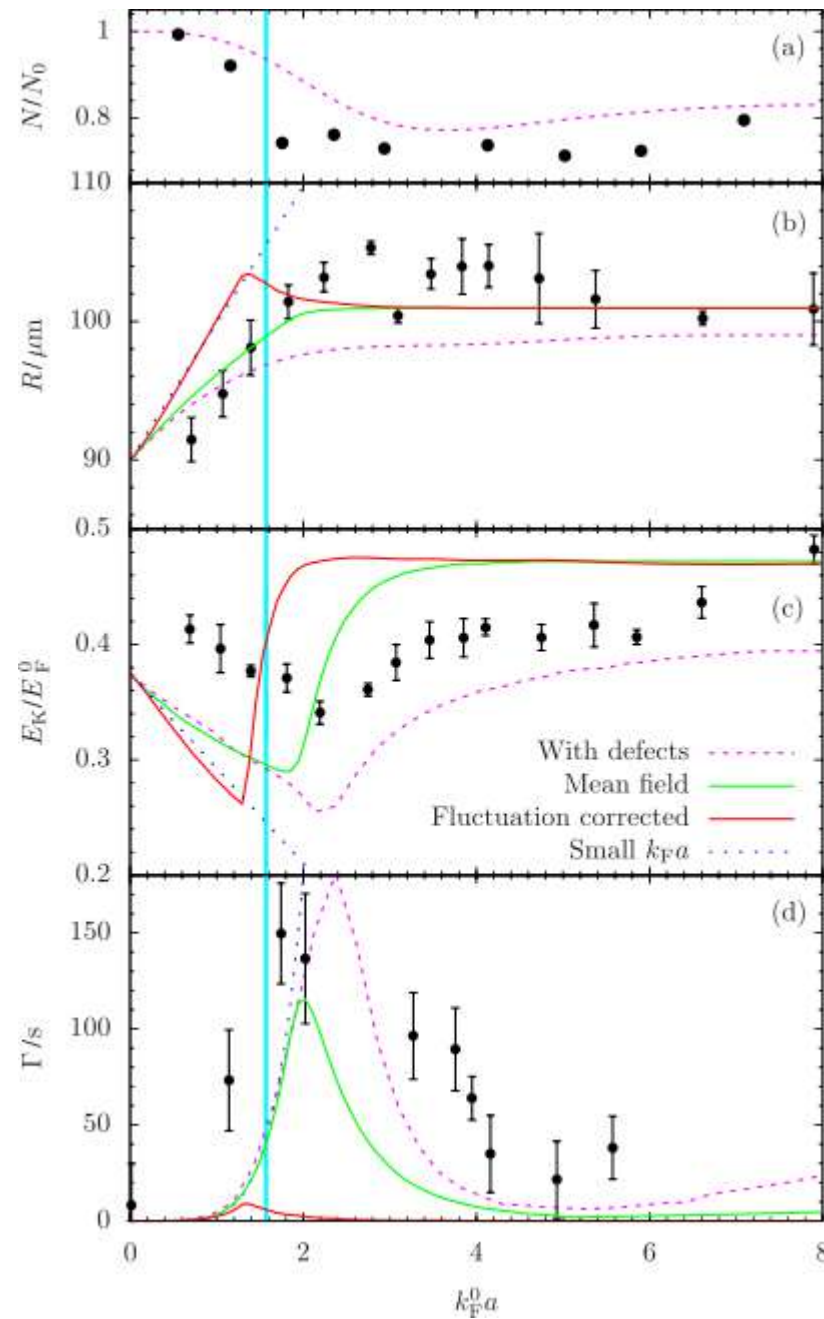 (a)
N/N₀
1
0.8
110
(b)
R/μm
100
90
0.5
(c)
E_K/E_F^0
0.4
0.3
0.2
With defects
Mean field
Fluctuation corrected
Small k_F a
(d)
Γ/s
150
100
50
0
0 2 4 6 8
k_F^0 a